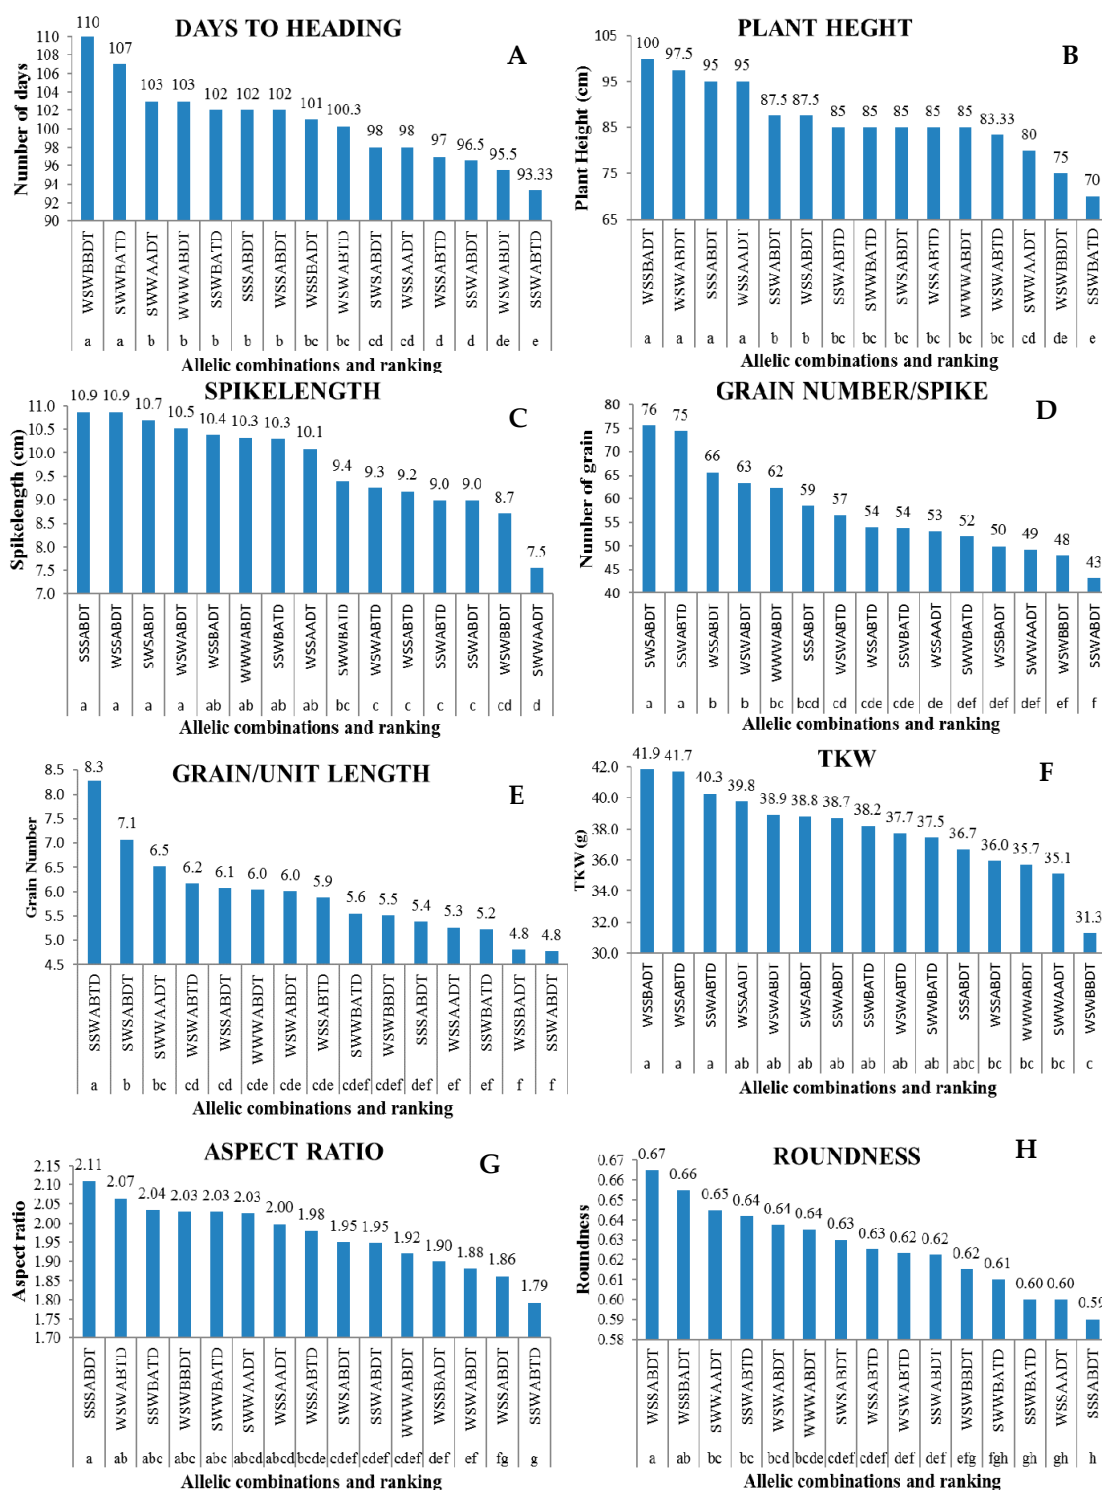 DAYS TO HEADING
A
Number of days
110
108
106
104
102
100
98
96
94
92
90
110 107 103 103 102 102 102 101 100.3 98 98 97 96.5 95.5 93.33
WSWBBDT SWWBATD SWWAADT WWWABDT SSWBATD SSSABDT WSSABDT WSSBADT WSWABTD SWSABDT WSSAADT WSSABTD SSWABDT WSWABDT SSWABTD
a a b b b b b bc bc cd cd d d de e
Allelic combinations and ranking
PLANT HEGHT
B
Plant Height (cm)
105
95
85
75
65
100 97.5 95 95 87.5 87.5 85 85 85 85 85 83.33 80 75 70
WSSBADT WSWABDT SSSABDT WSSAADT SSWABDT WSSABDT SSWABTD SWWBATD SWSABDT WSSABTD WWWABDT WSWABTD SWWAADT WSWBBDT SSWBATD
a a a a b b bc bc bc bc bc bc cd de e
Allelic combinations and ranking
SPIKELENGTH
C
Spikelength (cm)
11.0
10.5
10.0
9.5
9.0
8.5
8.0
7.5
7.0
10.9 10.9 10.7 10.5 10.4 10.3 10.3 10.1 9.4 9.3 9.2 9.0 9.0 8.7 7.5
SSSABDT WSSABDT SWSABDT WSWABDT WSSBADT WWWABDT SSWBATD WSSAADT SWWBATD WSWABTD WSSABTD SSWABTD SSWABDT WSWBBDT SWWAADT
a a a a ab ab ab ab bc c c c c cd d
Allelic combinations and ranking
GRAIN NUMBER/SPIKE
D
Number of grain
80
75
70
65
60
55
50
45
40
76 75 66 63 62 59 57 54 54 53 52 50 49 48 43
SWSABDT SSWABTD WSSABDT WSWABDT WWWABDT SSSABDT WSWABTD WSSABTD SSWBATD WSSAADT SWWBATD WSSBADT SWWAADT WSWBBDT SSWABDT
a a b b bc bcd cd cde cde de def def def ef f
Allelic combinations and ranking
GRAIN/UNIT LENGTH
E
Grain Number
8.5
8.0
7.5
7.0
6.5
6.0
5.5
5.0
4.5
8.3 7.1 6.5 6.2 6.1 6.0 6.0 5.9 5.6 5.5 5.4 5.3 5.2 4.8 4.8
SSWABTD SWSABDT SWWAADT WSWABTD WSSABDT WWWABDT WSWABDT WSSABTD SWWBATD WSWBBDT SSSABDT WSSAADT SSWBATD WSSBADT SSWABDT
a b bc cd cd cde cde cde cdef cdef def ef ef f f
Allelic combinations and ranking
TKW
F
TKW (g)
42.0
40.0
38.0
36.0
34.0
32.0
30.0
41.9 41.7 40.3 39.8 38.9 38.8 38.7 38.2 37.7 37.5 36.7 36.0 35.7 35.1 31.3
WSSBADT WSSABTD SSWABTD WSSAADT WSWABDT SWSABDT SSWABDT SSWBATD WSWABTD SWWBATD SSSABDT WSSABDT WWWABDT SWWAADT WSWBBDT
a a a ab ab ab ab ab ab ab abc bc bc bc c
Allelic combinations and ranking
ASPECT RATIO
G
Aspect ratio
2.15
2.10
2.05
2.00
1.95
1.90
1.85
1.80
1.75
1.70
2.11 2.07 2.04 2.03 2.03 2.03 2.00 1.98 1.95 1.95 1.92 1.90 1.88 1.86 1.79
SSSABDT WSWABTD SSWBATD WSWBBDT SWWBATD SWWAADT WSSAADT WSSABTD SWSABDT SSWABDT WWWABDT WSSBADT WSWABDT WSSABDT SSWABTD
a ab abc abc abc abcd abcd bcde cdef cdef cdef def ef fg g
Allelic combinations and ranking
ROUNDNESS
H
Roundness
0.67
0.66
0.65
0.64
0.63
0.62
0.61
0.60
0.59
0.58
0.67 0.66 0.65 0.64 0.64 0.64 0.63 0.63 0.62 0.62 0.62 0.61 0.60 0.60 0.59
WSSABDT WSSBADT SWWAADT SSWABTD WSWABDT WWWABDT SWSABDT WSSABTD WSWABTD SSWABDT WSWBBDT SWWBATD SSWBATD WSSAADT SSSABDT
a ab bc bc bcd bcde cdef cdef def def efg fgh gh gh h
Allelic combinations and ranking